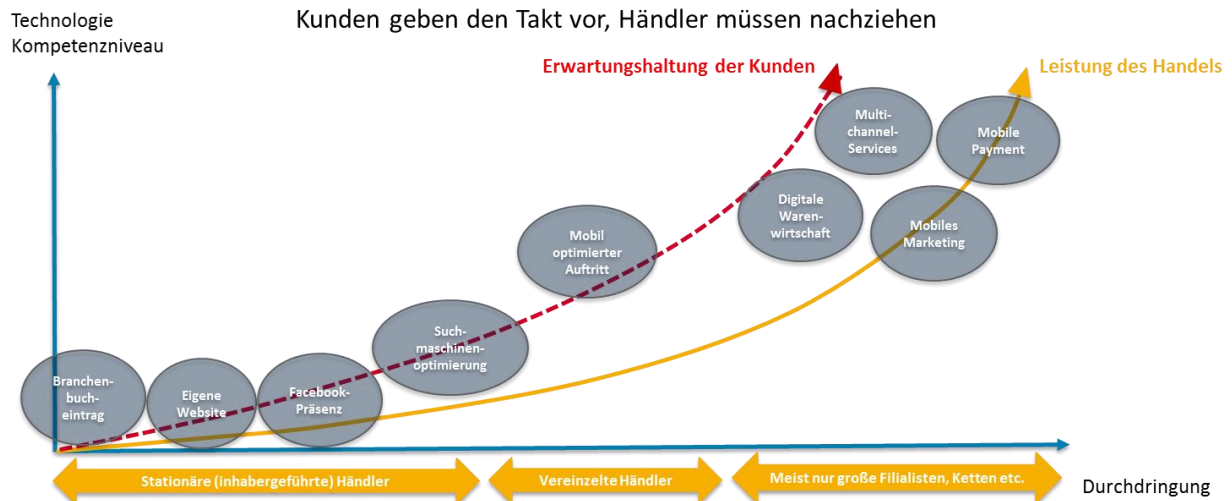 Kunden geben den Takt vor, Händler müssen nachziehen
Technologie
Kompetenzniveau
Erwartungshaltung der Kunden
Leistung des Handels
Multi-
channel-
Services
Mobile
Payment
Digitale
Waren-
wirtschaft
Mobiles
Marketing
Mobil
optimierter
Auftritt
Such-
maschinen-
optimierung
Branchen-
buch-
eintrag
Eigene
Website
Facebook-
Präsenz
Stationäre (inhabergeführte) Händler
Vereinzelte Händler
Meist nur große Filialisten, Ketten etc.
Durchdringung